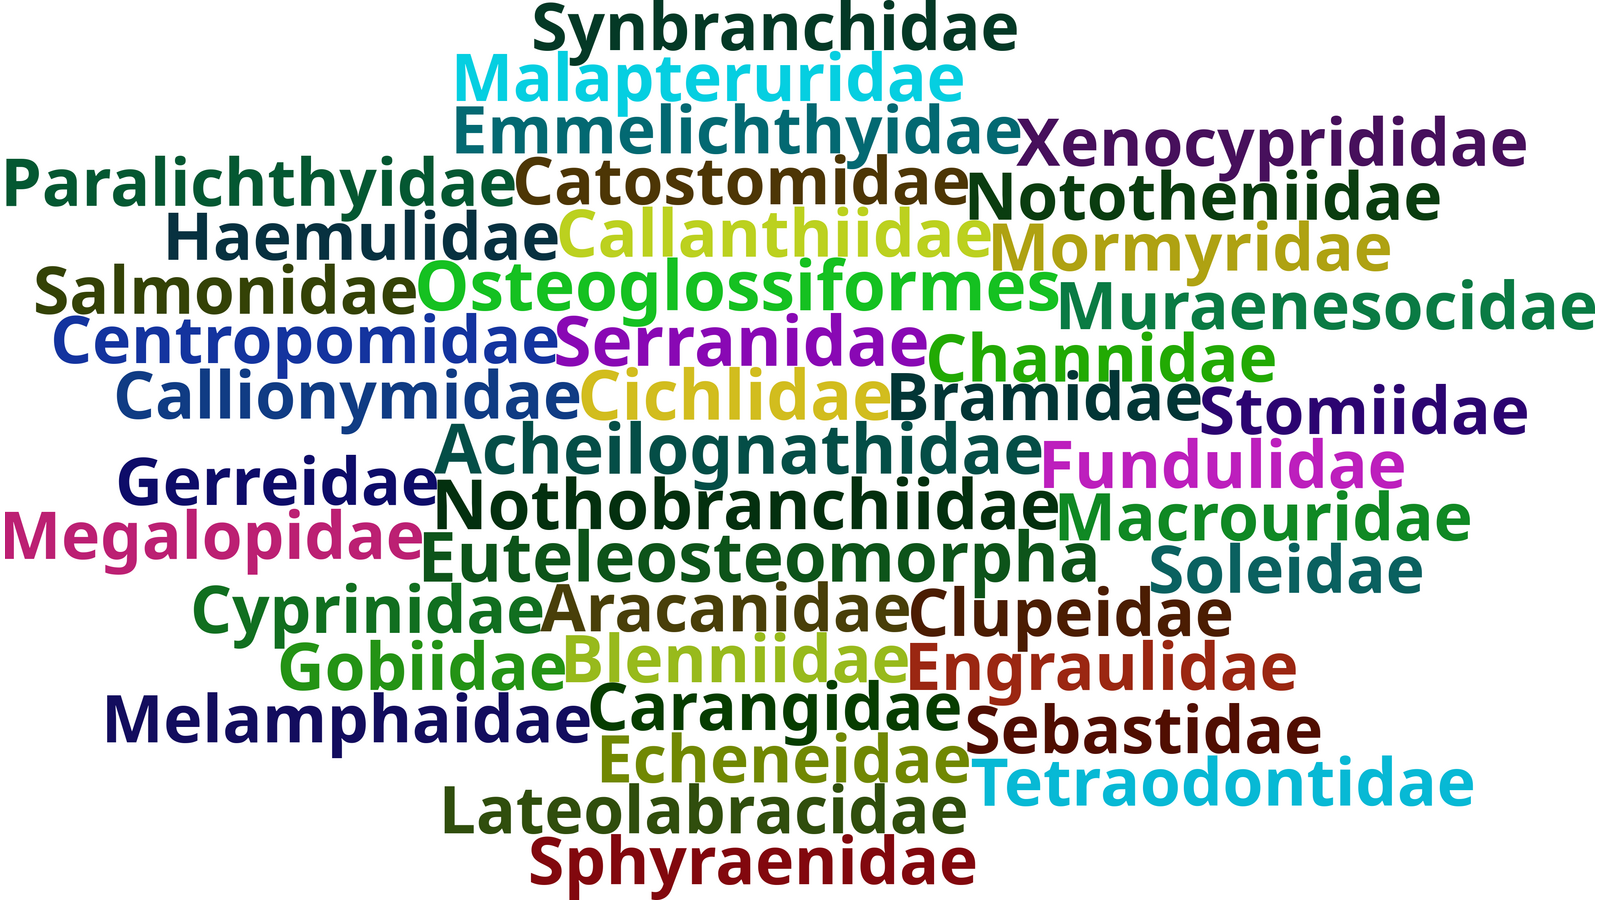 Synbranchidae
Malapteruridae
Emmelichthyidae Xenocyprididae
Paralichthyidae Catostomidae Nototheniidae
Haemulidae Callanthiidae Mormyridae
Salmonidae Osteoglossiformes Muraenesocidae
Centropomidae Serranidae Channidae
Callionymidae Cichlidae Bramidae Stomiidae
Acheilognathidae Fundulidae
Gerreidae Nothobranchiidae Macrouridae
Megalopidae Euteleosteomorpha Soleidae
Cyprinidae Aracanidae Clupeidae
Gobiidae Blenniidae Engraulidae
Melamphaidae Carangidae Sebastidae
Echeneidae Tetraodontidae
Lateolabracidae
Sphyraenidae